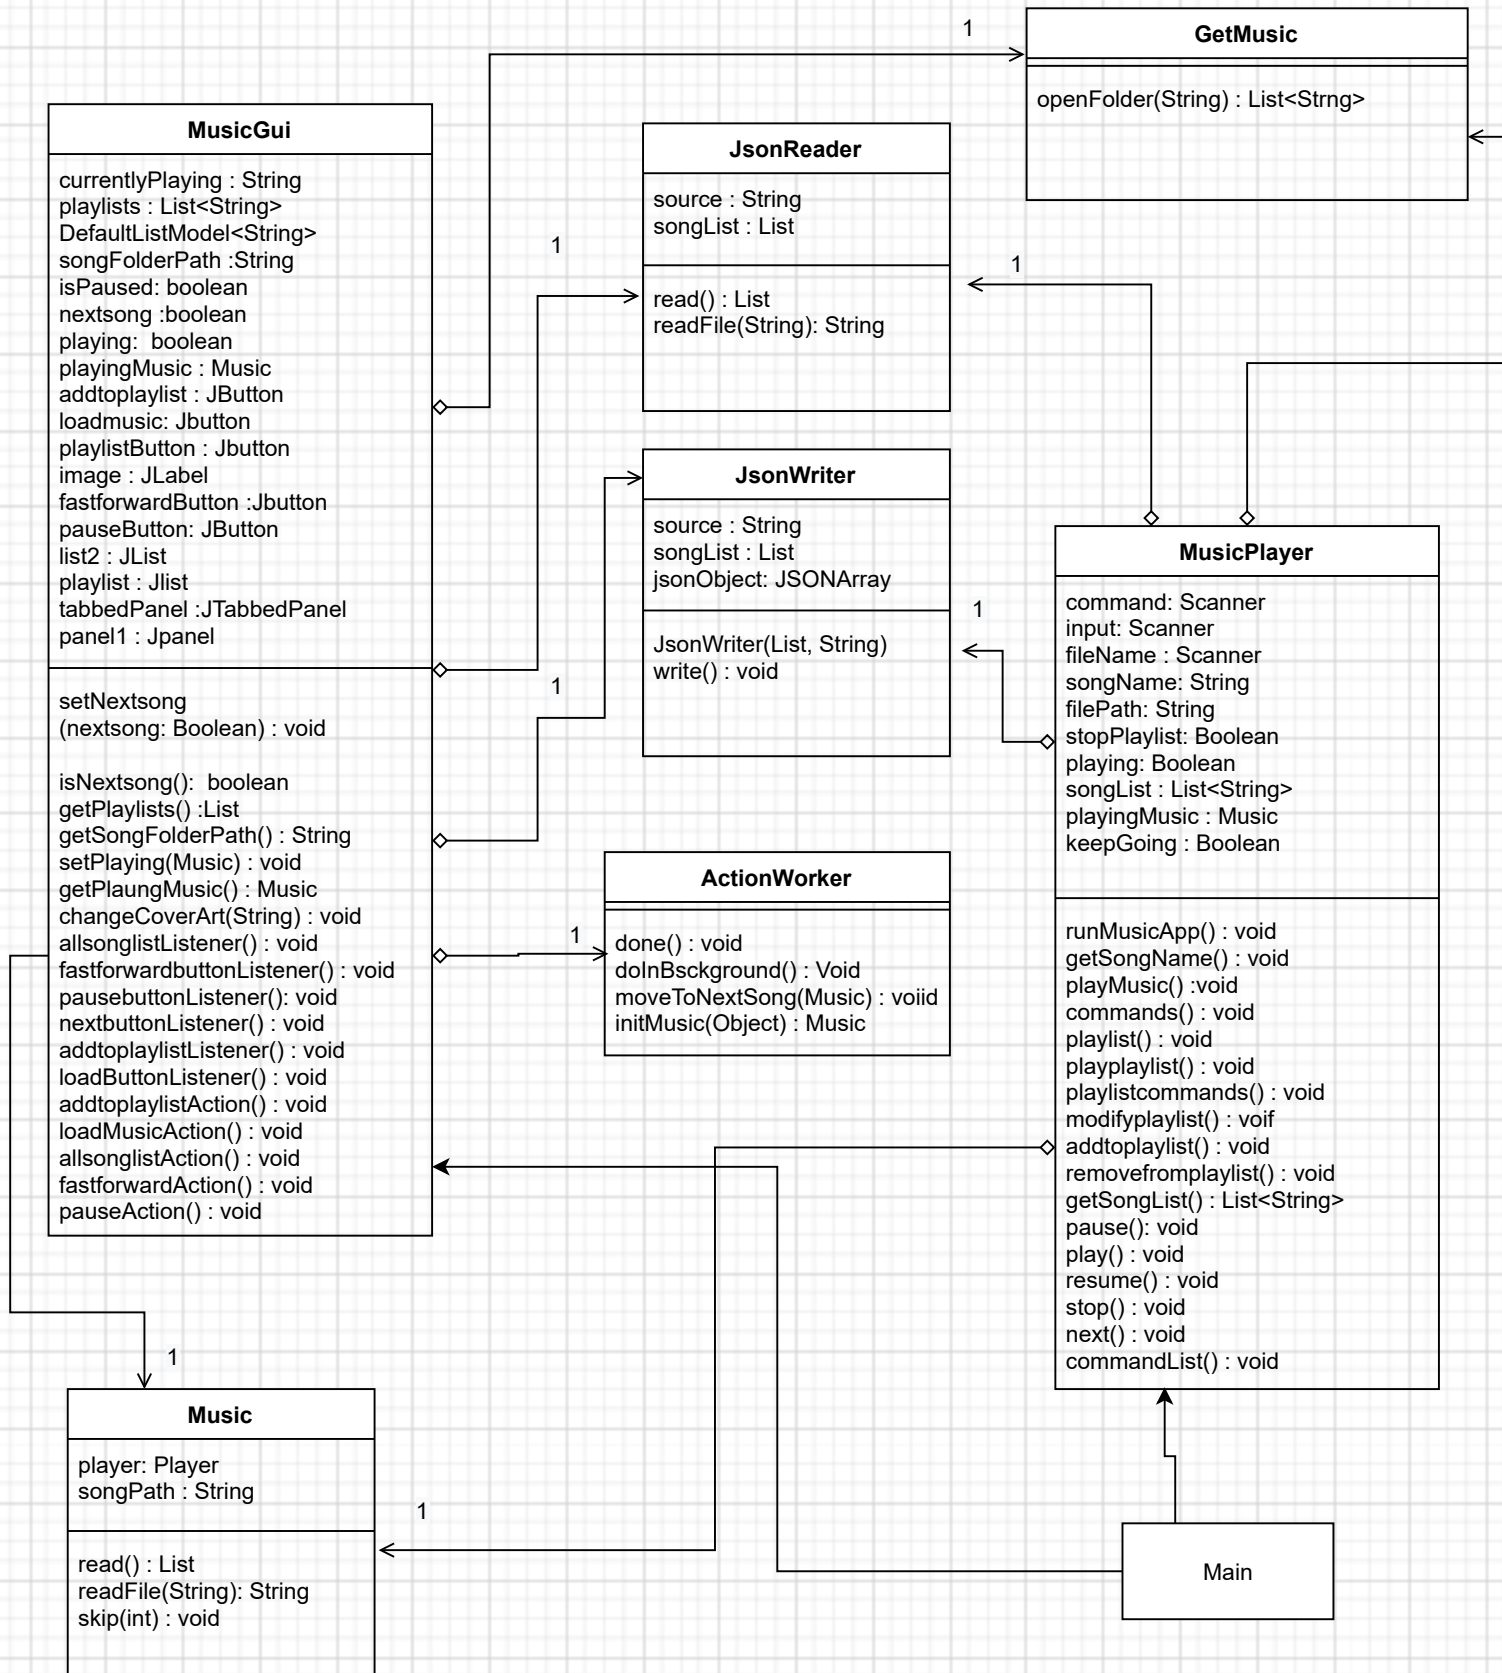 1
GetMusic
openFolder(String) : List<Strng>
MusicGui
currentlyPlaying : String
playlists : List<String>
DefaultListModel<String>
songFolderPath :String
isPaused: boolean
nextsong :boolean
playing:  boolean
playingMusic : Music
addtoplaylist : JButton
loadmusic: Jbutton
playlistButton : Jbutton
image : JLabel
fastforwardButton :Jbutton
pauseButton: JButton
list2 : JList
playlist : Jlist
tabbedPanel :JTabbedPanel
panel1 : Jpanel
setNextsong
(nextsong: Boolean) : void
isNextsong():  boolean
getPlaylists() :List
getSongFolderPath() : String
setPlaying(Music) : void
getPlaungMusic() : Music
changeCoverArt(String) : void
allsonglistListener() : void
fastforwardbuttonListener() : void
pausebuttonListener(): void
nextbuttonListener() : void
addtoplaylistListener() : void
loadButtonListener() : void
addtoplaylistAction() : void
loadMusicAction() : void
allsonglistAction() : void
fastforwardAction() : void
pauseAction() : void
1
JsonReader
source : String
songList : List
read() : List
readFile(String): String
1
1
JsonWriter
source : String
songList : List
jsonObject: JSONArray
JsonWriter(List, String)
write() : void
1
1
ActionWorker
done() : void
doInBsckground() : Void
moveToNextSong(Music) : voiid
initMusic(Object) : Music
MusicPlayer
command: Scanner
input: Scanner
fileName : Scanner
songName: String
filePath: String
stopPlaylist: Boolean
playing: Boolean
songList : List<String>
playingMusic : Music
keepGoing : Boolean
runMusicApp() : void
getSongName() : void
playMusic() :void
commands() : void
playlist() : void
playplaylist() : void
playlistcommands() : void
modifyplaylist() : voif
addtoplaylist() : void
removefromplaylist() : void
getSongList() : List<String>
pause(): void
play() : void
resume() : void
stop() : void
next() : void
commandList() : void
1
Music
player: Player
songPath : String
read() : List
readFile(String): String
skip(int) : void
1
Main